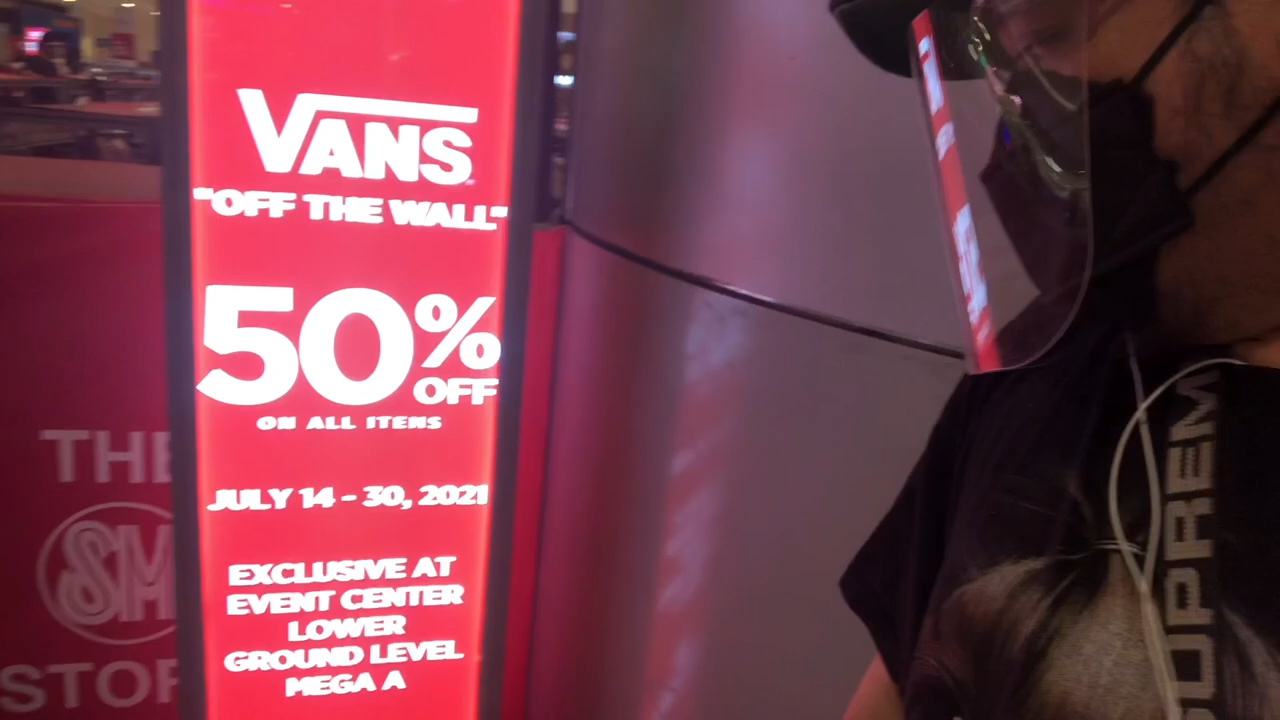 VANS
"OFF THE WALL"
50%
OFF
ON ALL ITEMS
JULY 14 - 30, 2021
EXCLUSIVE AT
EVENT CENTER
LOWER
GROUND LEVEL
MEGA A
THE
SM
STOR
SUPREM